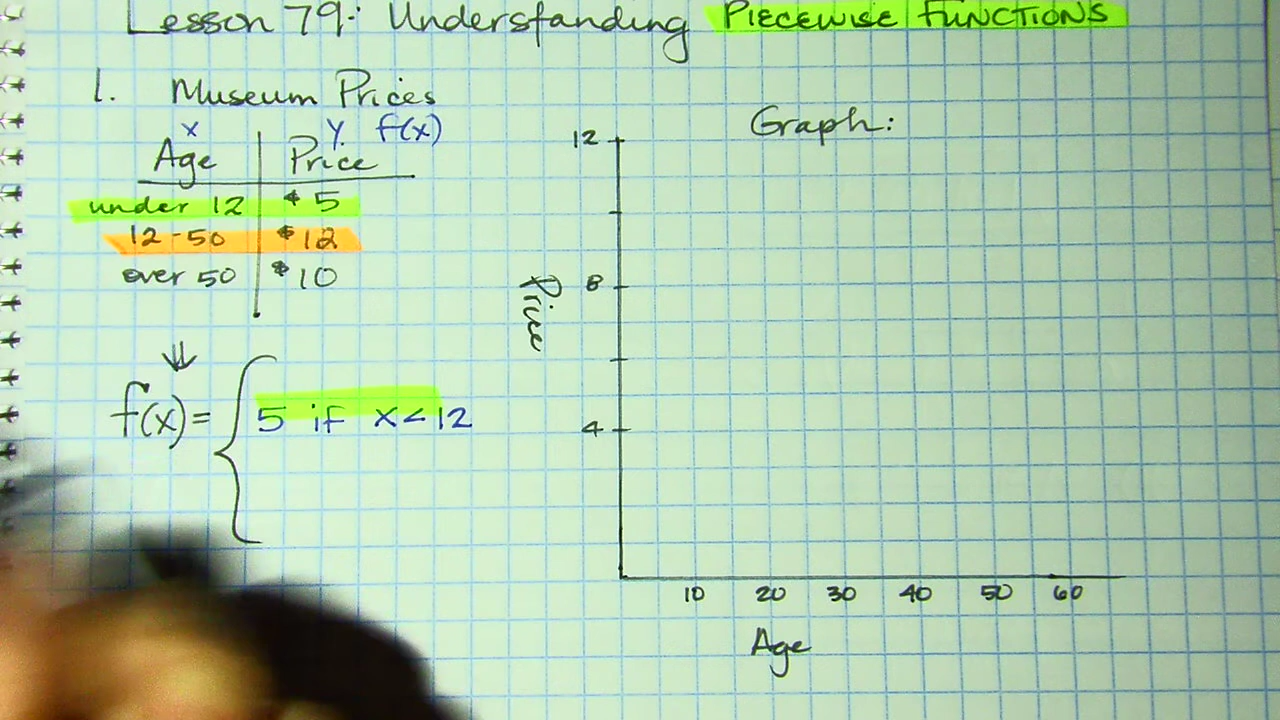 Lesson 79: Understanding PIECEWISE FUNCTIONS
1. Museum Prices
x y f(x)
Age Price
under 12 $5
12-50 $12
over 50 $10
f(x)= { 5 if x<12
Graph:
12
8
4
Price
10 20 30 40 50 60
Age